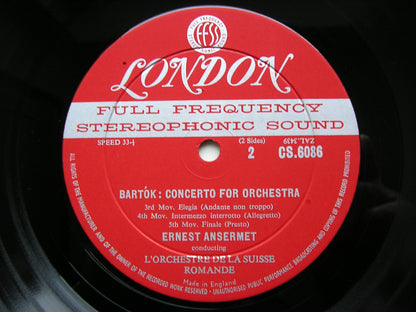 FULL FREQUENCY
FFSS
LONDON
FULL FREQUENCY
STEREOPHONIC SOUND
SPEED 33⅓
(2 Sides)
2
ZAL.3439
CS.6086
BARTÓK : CONCERTO FOR ORCHESTRA
3rd Mov. Elegia (Andante non troppo)
4th Mov. Intermezzo interrotto (Allegretto)
5th Mov. Finale (Presto)
ERNEST ANSERMET
conducting
L'ORCHESTRE DE LA SUISSE
ROMANDE
Made in England
ALL RIGHTS OF THE MANUFACTURER AND OF THE OWNER OF THE RECORDED WORK RESERVED • UNAUTHORISED PUBLIC PERFORMANCE, BROADCASTING AND COPYING OF THIS RECORD PROHIBITED